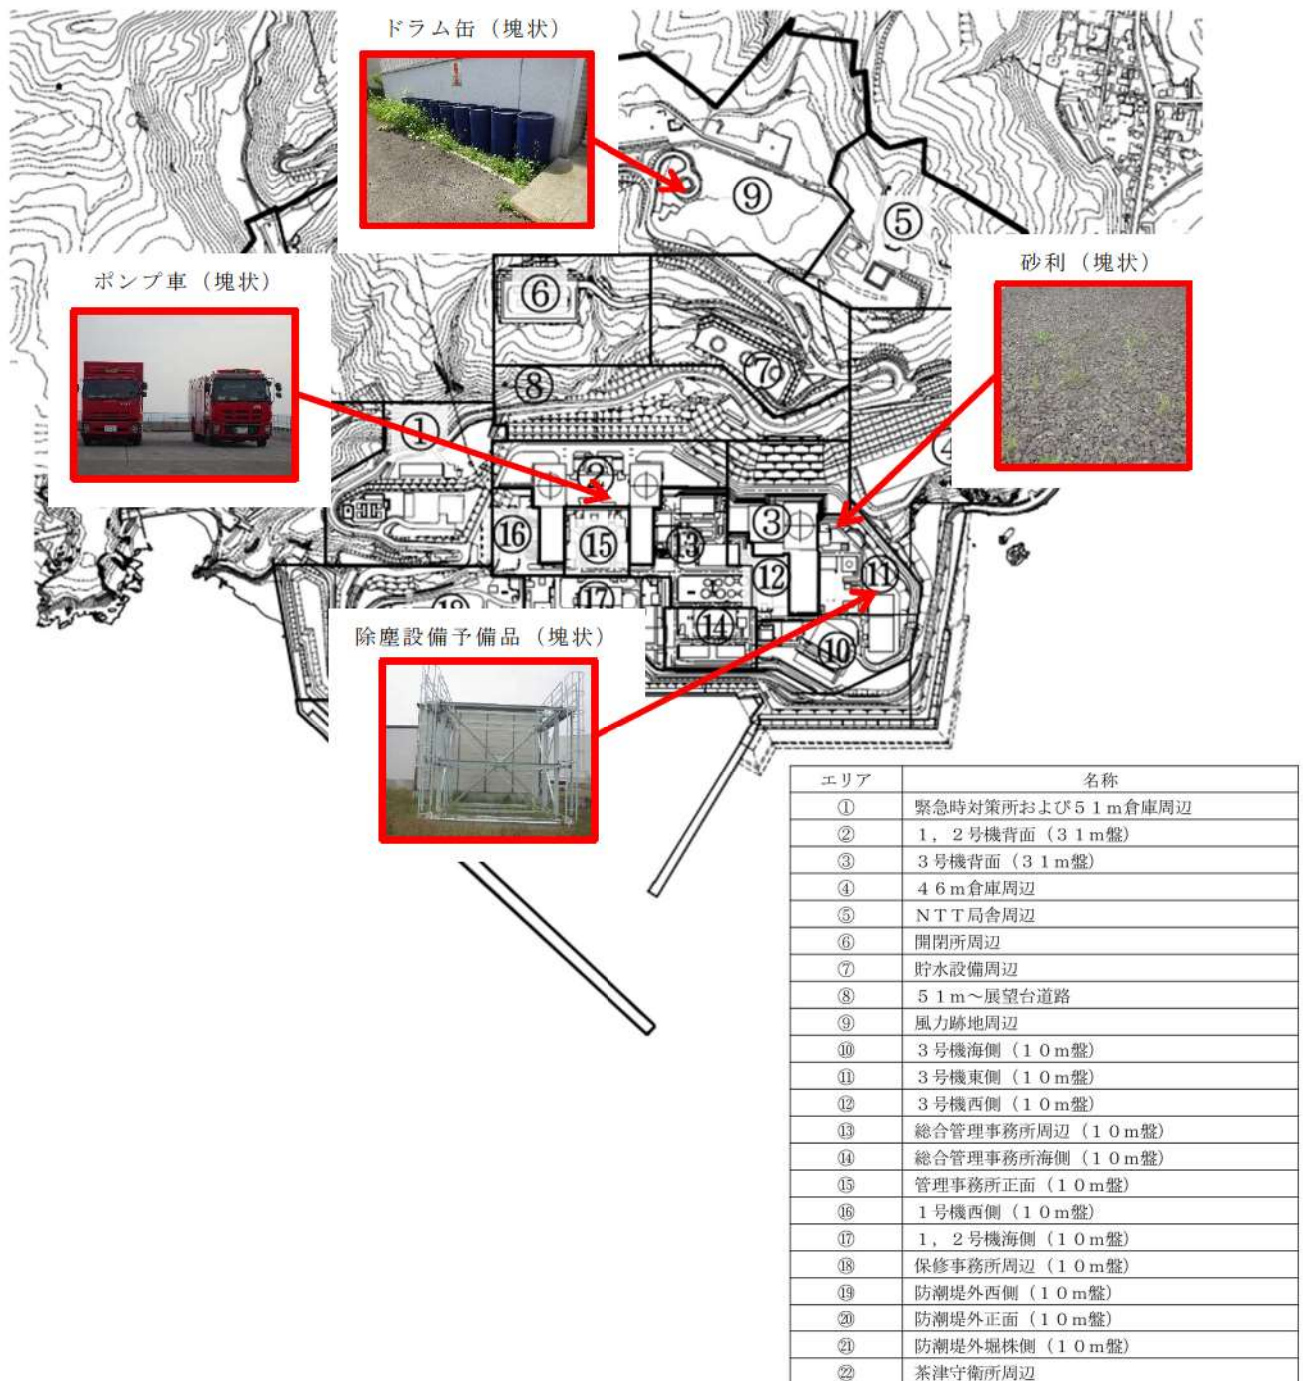 ドラム缶（塊状）
⑨
⑤
ポンプ車（塊状）
砂利（塊状）
⑥
⑦
⑧
①
②
③
⑯
⑮
⑬
⑫
⑪
⑰
⑭
⑩
除塵設備予備品（塊状）
エリア 名称
① 緊急時対策所および５１ｍ倉庫周辺
② １，２号機背面（３１ｍ盤）
③ ３号機背面（３１ｍ盤）
④ ４６ｍ倉庫周辺
⑤ ＮＴＴ局舎周辺
⑥ 開閉所周辺
⑦ 貯水設備周辺
⑧ ５１ｍ～展望台道路
⑨ 風力跡地周辺
⑩ ３号機海側（１０ｍ盤）
⑪ ３号機東側（１０ｍ盤）
⑫ ３号機西側（１０ｍ盤）
⑬ 総合管理事務所周辺（１０ｍ盤）
⑭ 総合管理事務所海側（１０ｍ盤）
⑮ 管理事務所正面（１０ｍ盤）
⑯ １号機西側（１０ｍ盤）
⑰ １，２号機海側（１０ｍ盤）
⑱ 保修事務所周辺（１０ｍ盤）
⑲ 防潮堤外西側（１０ｍ盤）
⑳ 防潮堤外正面（１０ｍ盤）
㉑ 防潮堤外堀株側（１０ｍ盤）
㉒ 茶津守衛所周辺